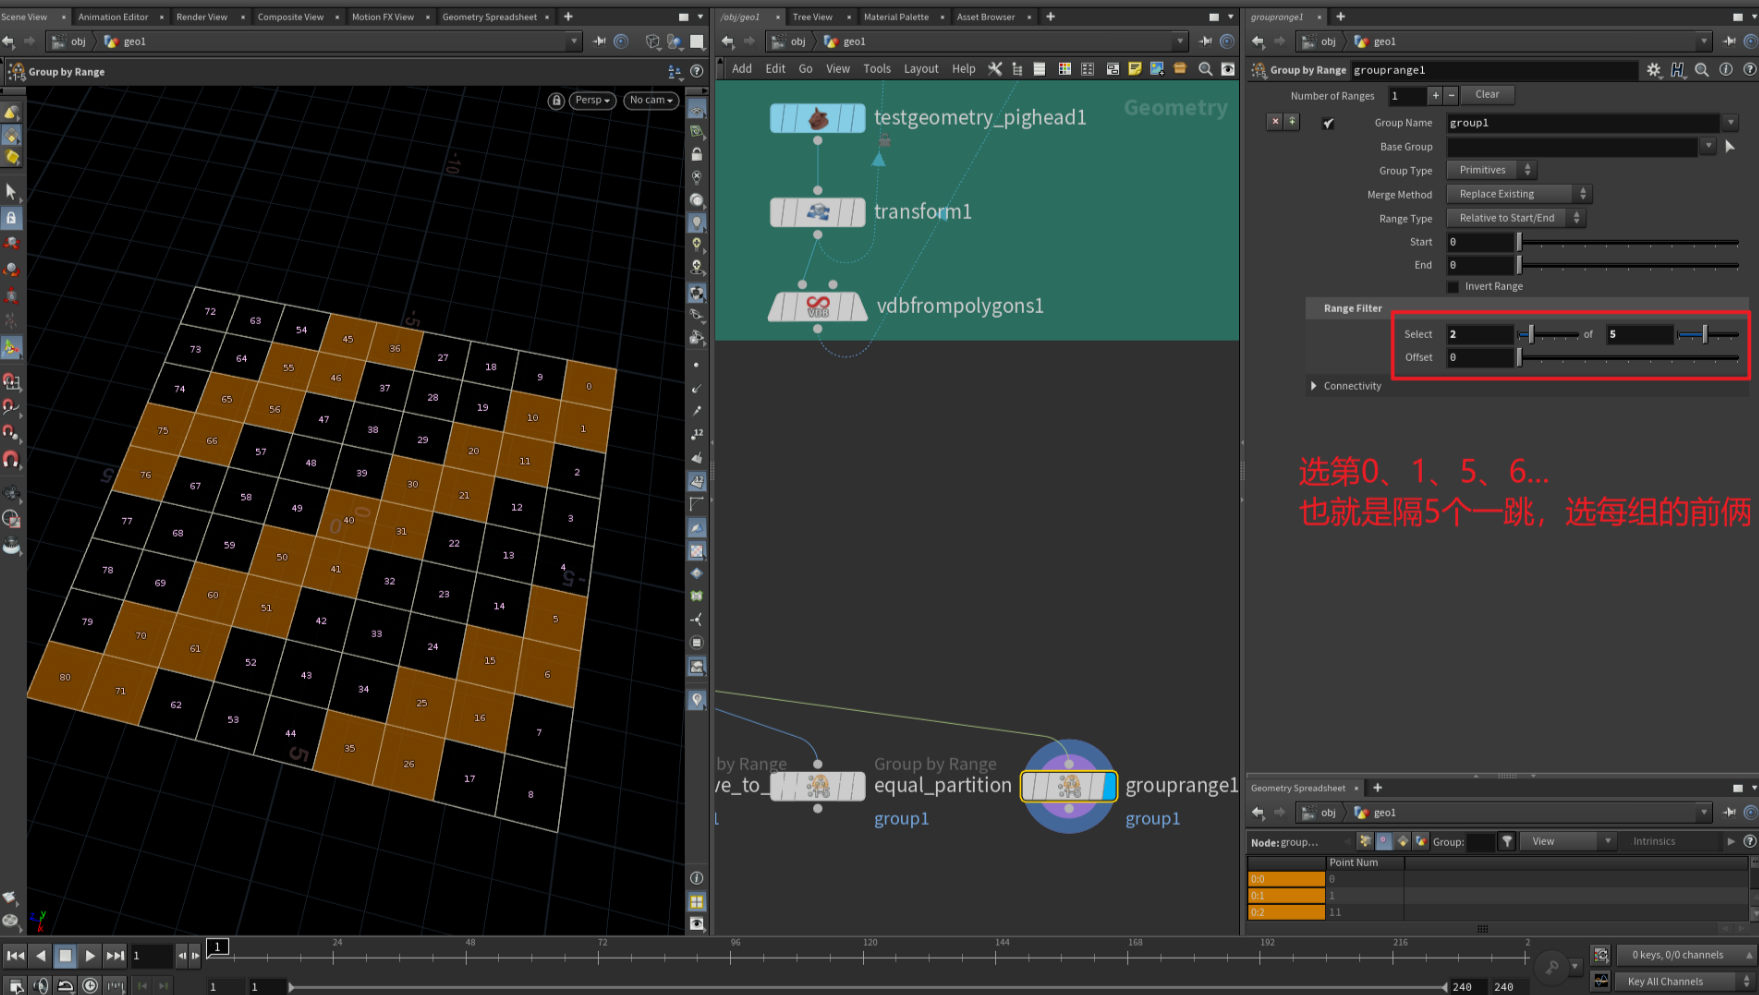 Scene View
Animation Editor
Render View
Composite View
Motion FX View
Geometry Spreadsheet
obj
geo1
Group by Range
Persp
No cam
72 63 54 45 36 27 18 9 0
73 64 55 46 37 28 19 10 1
74 65 56 47 38 29 20 11 2
75 66 57 48 39 30 21 12 3
76 67 58 49 40 31 22 13 4
77 68 59 50 41 32 23 14 5
78 69 60 51 42 33 24 15 6
79 70 61 52 43 34 25 16 7
80 71 62 53 44 35 26 17 8
-10
-5
5
0
-5
5
/obj/geo1
Tree View
Material Palette
Asset Browser
obj
geo1
Add Edit Go View Tools Layout Help
Geometry
testgeometry_pighead1
transform1
vdbfrompolygons1
VDB
by Range
ve_to_
Group by Range
equal_partition
group1
grouprange1
group1
grouprange1
obj
geo1
Group by Range grouprange1
Number of Ranges 1 + − Clear
Group Name group1
Base Group
Group Type Primitives
Merge Method Replace Existing
Range Type Relative to Start/End
Start 0
End 0
Invert Range
Range Filter
Select 2 of 5
Offset 0
Connectivity
选第0、1、5、6...
也就是隔5个一跳，选每组的前俩
Geometry Spreadsheet
obj
geo1
Node: group... Group: View Intrinsics
Point Num
0:0 0
0:1 1
0:2 11
1
1 24 48 72 96 120 144 168 192 216 2
0 keys, 0/0 channels
1 1 240 240
Key All Channels